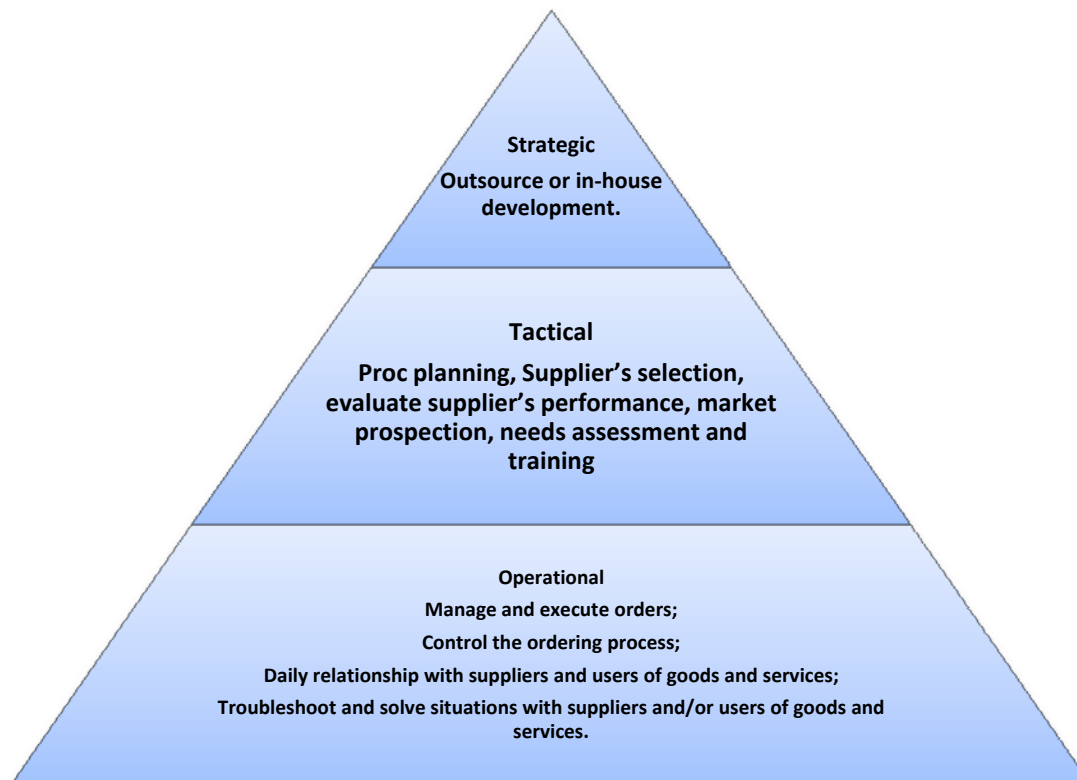 Strategic
Outsource or in-house
development.
Tactical
Proc planning, Supplier’s selection,
evaluate supplier’s performance, market
prospection, needs assessment and
training
Operational
Manage and execute orders;
Control the ordering process;
Daily relationship with suppliers and users of goods and services;
Troubleshoot and solve situations with suppliers and/or users of goods and
services.